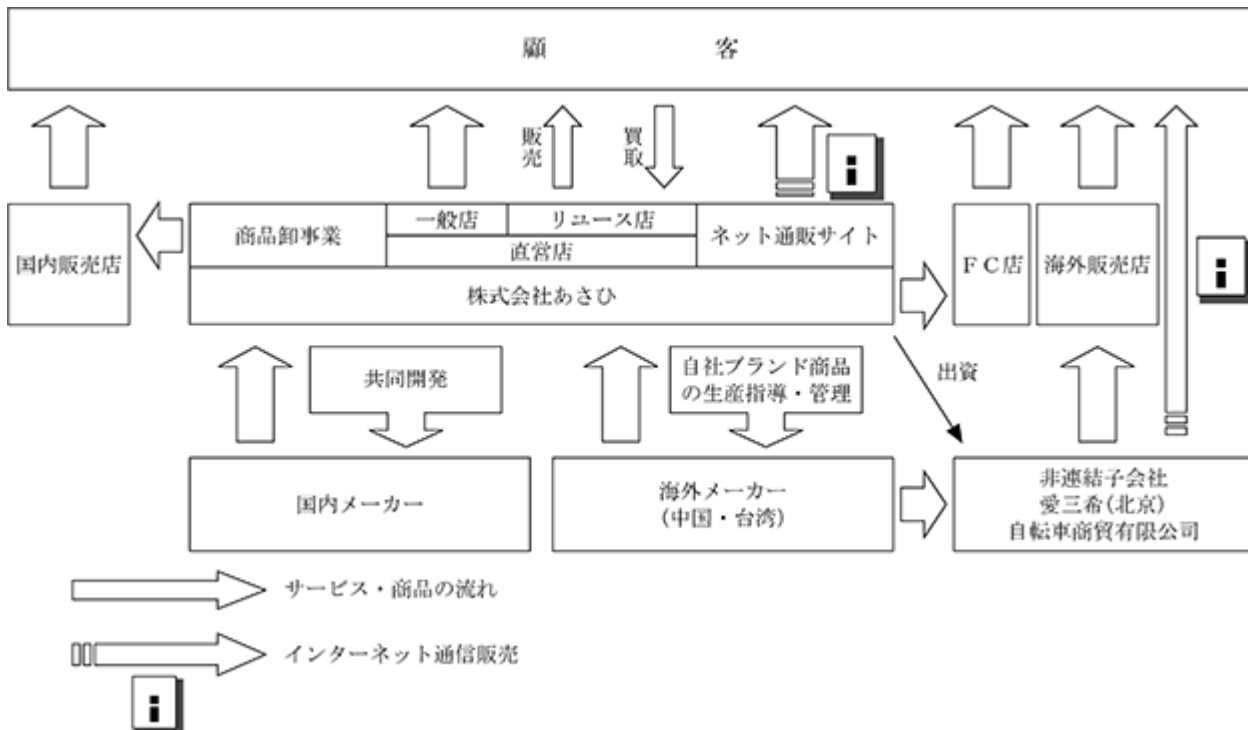 顧客
販売
買取
国内販売店
商品卸事業
一般店
リユース店
直営店
ネット通販サイト
株式会社あさひ
ＦＣ店
海外販売店
共同開発
自社ブランド商品
の生産指導・管理
出資
国内メーカー
海外メーカー
(中国・台湾)
非連結子会社
愛三希(北京)
自転車商貿有限公司
サービス・商品の流れ
インターネット通信販売